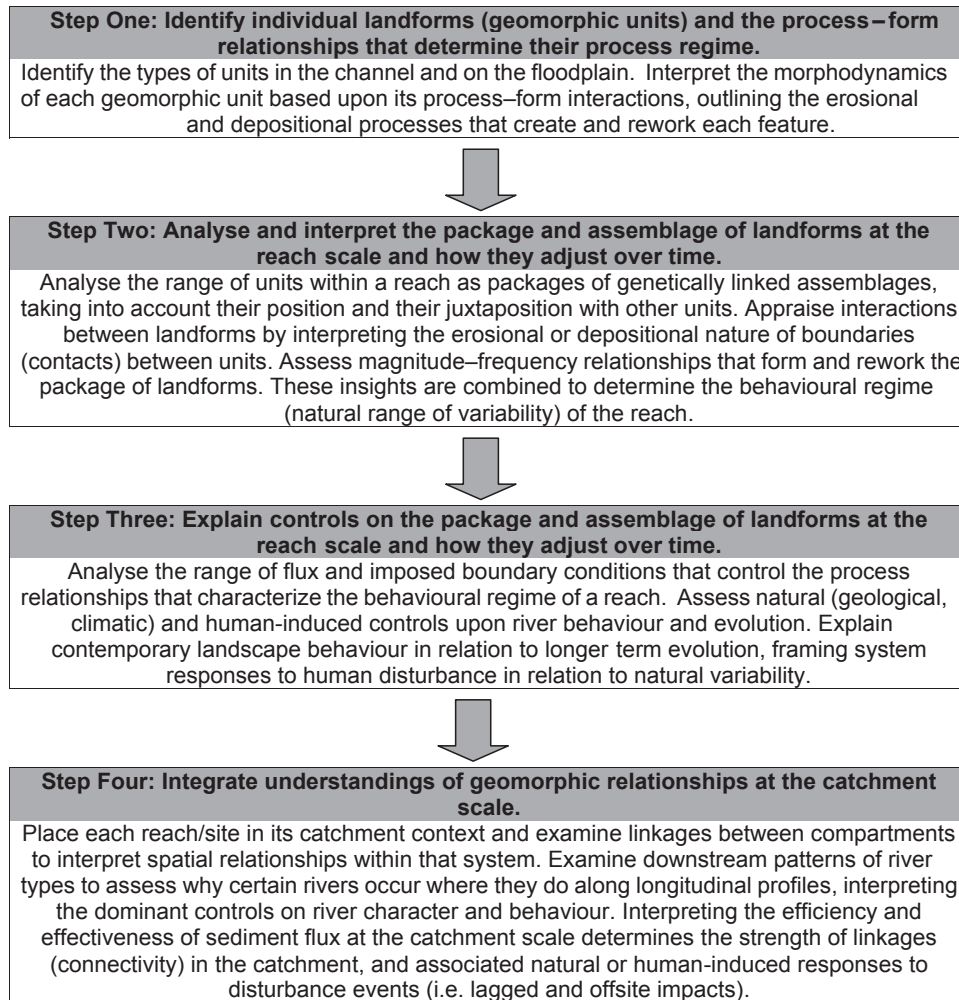 Step One: Identify individual landforms (geomorphic units) and the process–form
relationships that determine their process regime.
Identify the types of units in the channel and on the floodplain. Interpret the morphodynamics
of each geomorphic unit based upon its process–form interactions, outlining the erosional
and depositional processes that create and rework each feature.
Step Two: Analyse and interpret the package and assemblage of landforms at the
reach scale and how they adjust over time.
Analyse the range of units within a reach as packages of genetically linked assemblages,
taking into account their position and their juxtaposition with other units. Appraise interactions
between landforms by interpreting the erosional or depositional nature of boundaries
(contacts) between units. Assess magnitude–frequency relationships that form and rework the
package of landforms. These insights are combined to determine the behavioural regime
(natural range of variability) of the reach.
Step Three: Explain controls on the package and assemblage of landforms at the
reach scale and how they adjust over time.
Analyse the range of flux and imposed boundary conditions that control the process
relationships that characterize the behavioural regime of a reach. Assess natural (geological,
climatic) and human-induced controls upon river behaviour and evolution. Explain
contemporary landscape behaviour in relation to longer term evolution, framing system
responses to human disturbance in relation to natural variability.
Step Four: Integrate understandings of geomorphic relationships at the catchment
scale.
Place each reach/site in its catchment context and examine linkages between compartments
to interpret spatial relationships within that system. Examine downstream patterns of river
types to assess why certain rivers occur where they do along longitudinal profiles, interpreting
the dominant controls on river character and behaviour. Interpreting the efficiency and
effectiveness of sediment flux at the catchment scale determines the strength of linkages
(connectivity) in the catchment, and associated natural or human-induced responses to
disturbance events (i.e. lagged and offsite impacts).